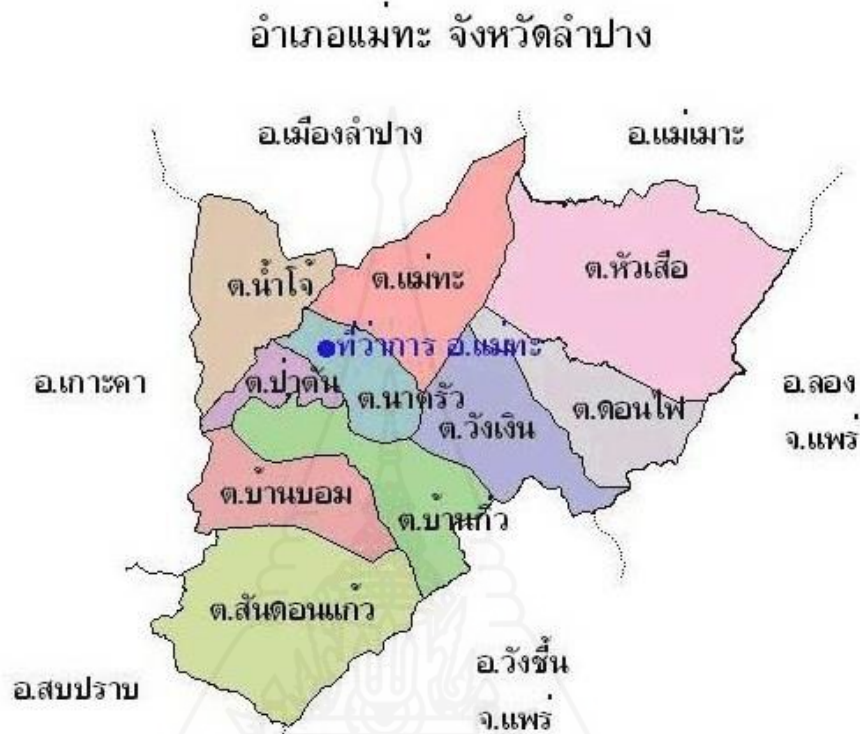 อำเภอแม่ทะ จังหวัดลำปาง
อ.เมืองลำปาง
อ.แม่เมาะ
ต.น้ำโจ้
ต.แม่ทะ
ต.หัวเสือ
ที่ว่าการ อ.แม่ทะ
อ.เกาะคา
ต.ป่าตัน
ต.นาครัว
ต.ดอนไฟ
อ.ลอง
จ.แพร่
ต.วังเงิน
ต.บ้านบอม
ต.บ้านกิ่ว
ต.สันดอนแก้ว
อ.สบปราบ
อ.วังชิ้น
จ.แพร่